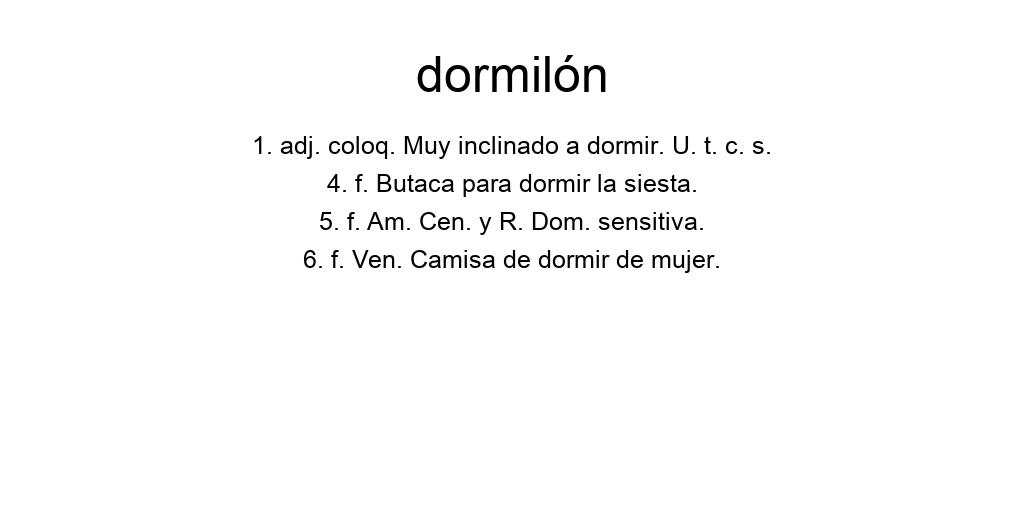 dormilón
1. adj. coloq. Muy inclinado a dormir. U. t. c. s.
4. f. Butaca para dormir la siesta.
5. f. Am. Cen. y R. Dom. sensitiva.
6. f. Ven. Camisa de dormir de mujer.